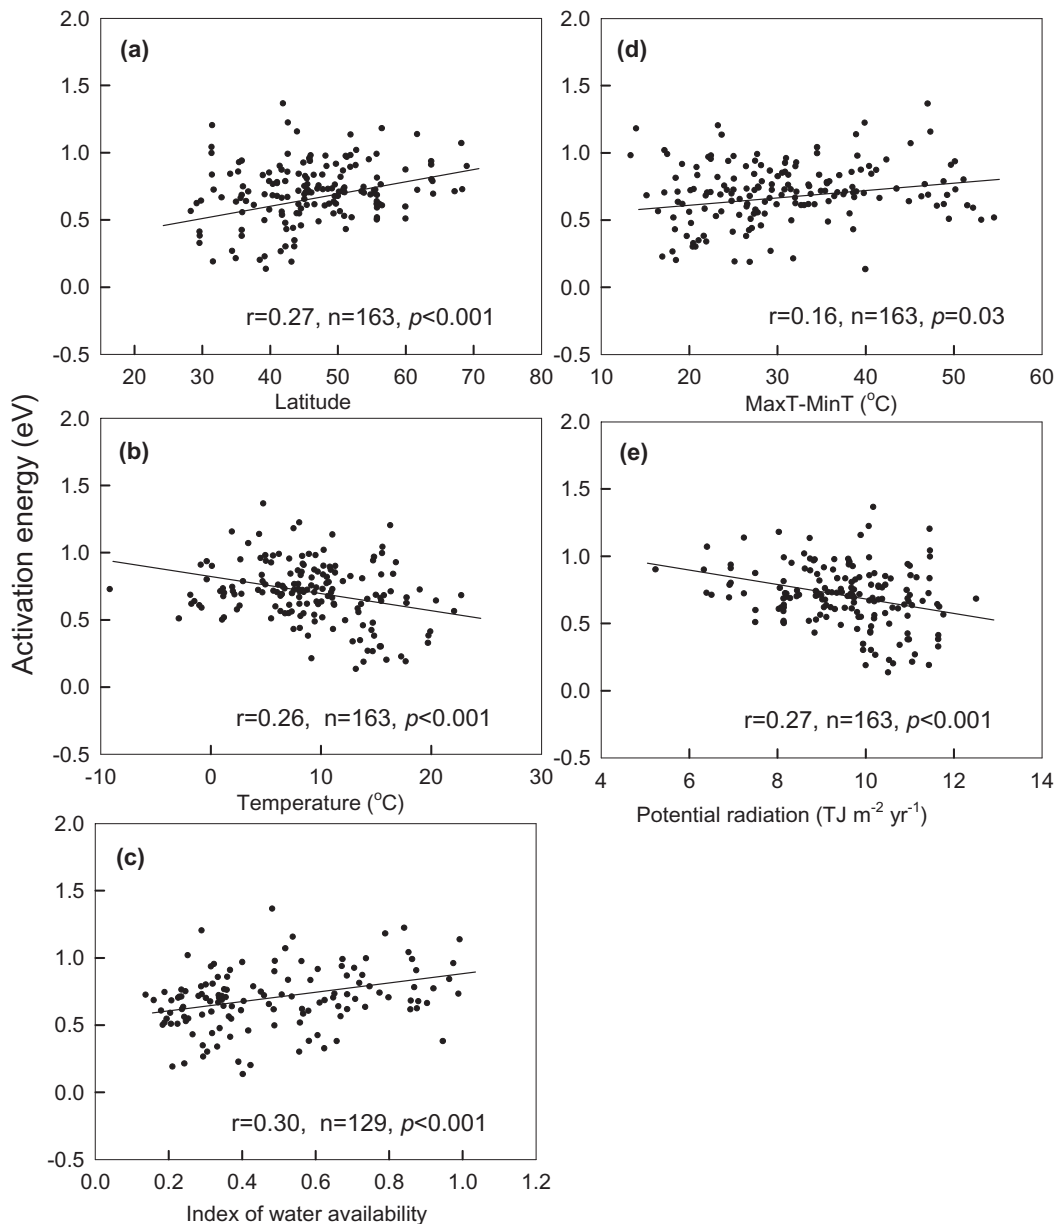 Activation energy (eV)
2.0
1.5
1.0
0.5
0.0
-0.5
(a)
r=0.27, n=163, p<0.001
20 30 40 50 60 70 80
Latitude
2.0
1.5
1.0
0.5
0.0
-0.5
(d)
r=0.16, n=163, p=0.03
10 20 30 40 50 60
MaxT-MinT (°C)
2.0
1.5
1.0
0.5
0.0
-0.5
(b)
r=0.26, n=163, p<0.001
-10 0 10 20 30
Temperature (°C)
2.0
1.5
1.0
0.5
0.0
-0.5
(e)
r=0.27, n=163, p<0.001
4 6 8 10 12 14
Potential radiation (TJ m⁻² yr⁻¹)
2.0
1.5
1.0
0.5
0.0
-0.5
(c)
r=0.30, n=129, p<0.001
0.0 0.2 0.4 0.6 0.8 1.0 1.2
Index of water availability